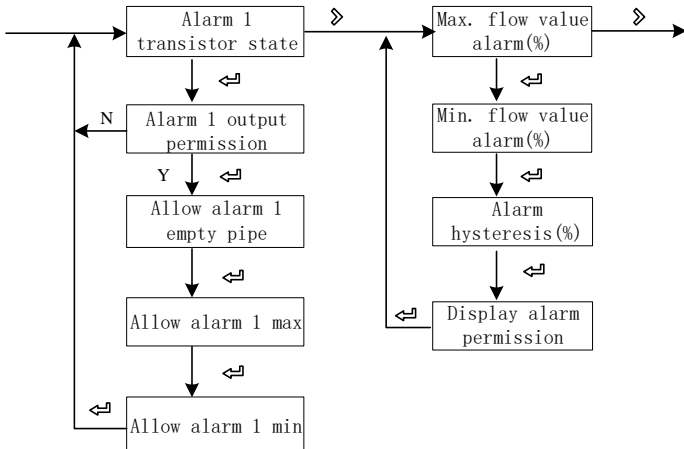 Alarm 1
transistor state
N
Alarm 1 output
permission
Y
Allow alarm 1
empty pipe
Allow alarm 1 max
Allow alarm 1 min
Max. flow value
alarm(%)
Min. flow value
alarm(%)
Alarm
hysteresis(%)
Display alarm
permission